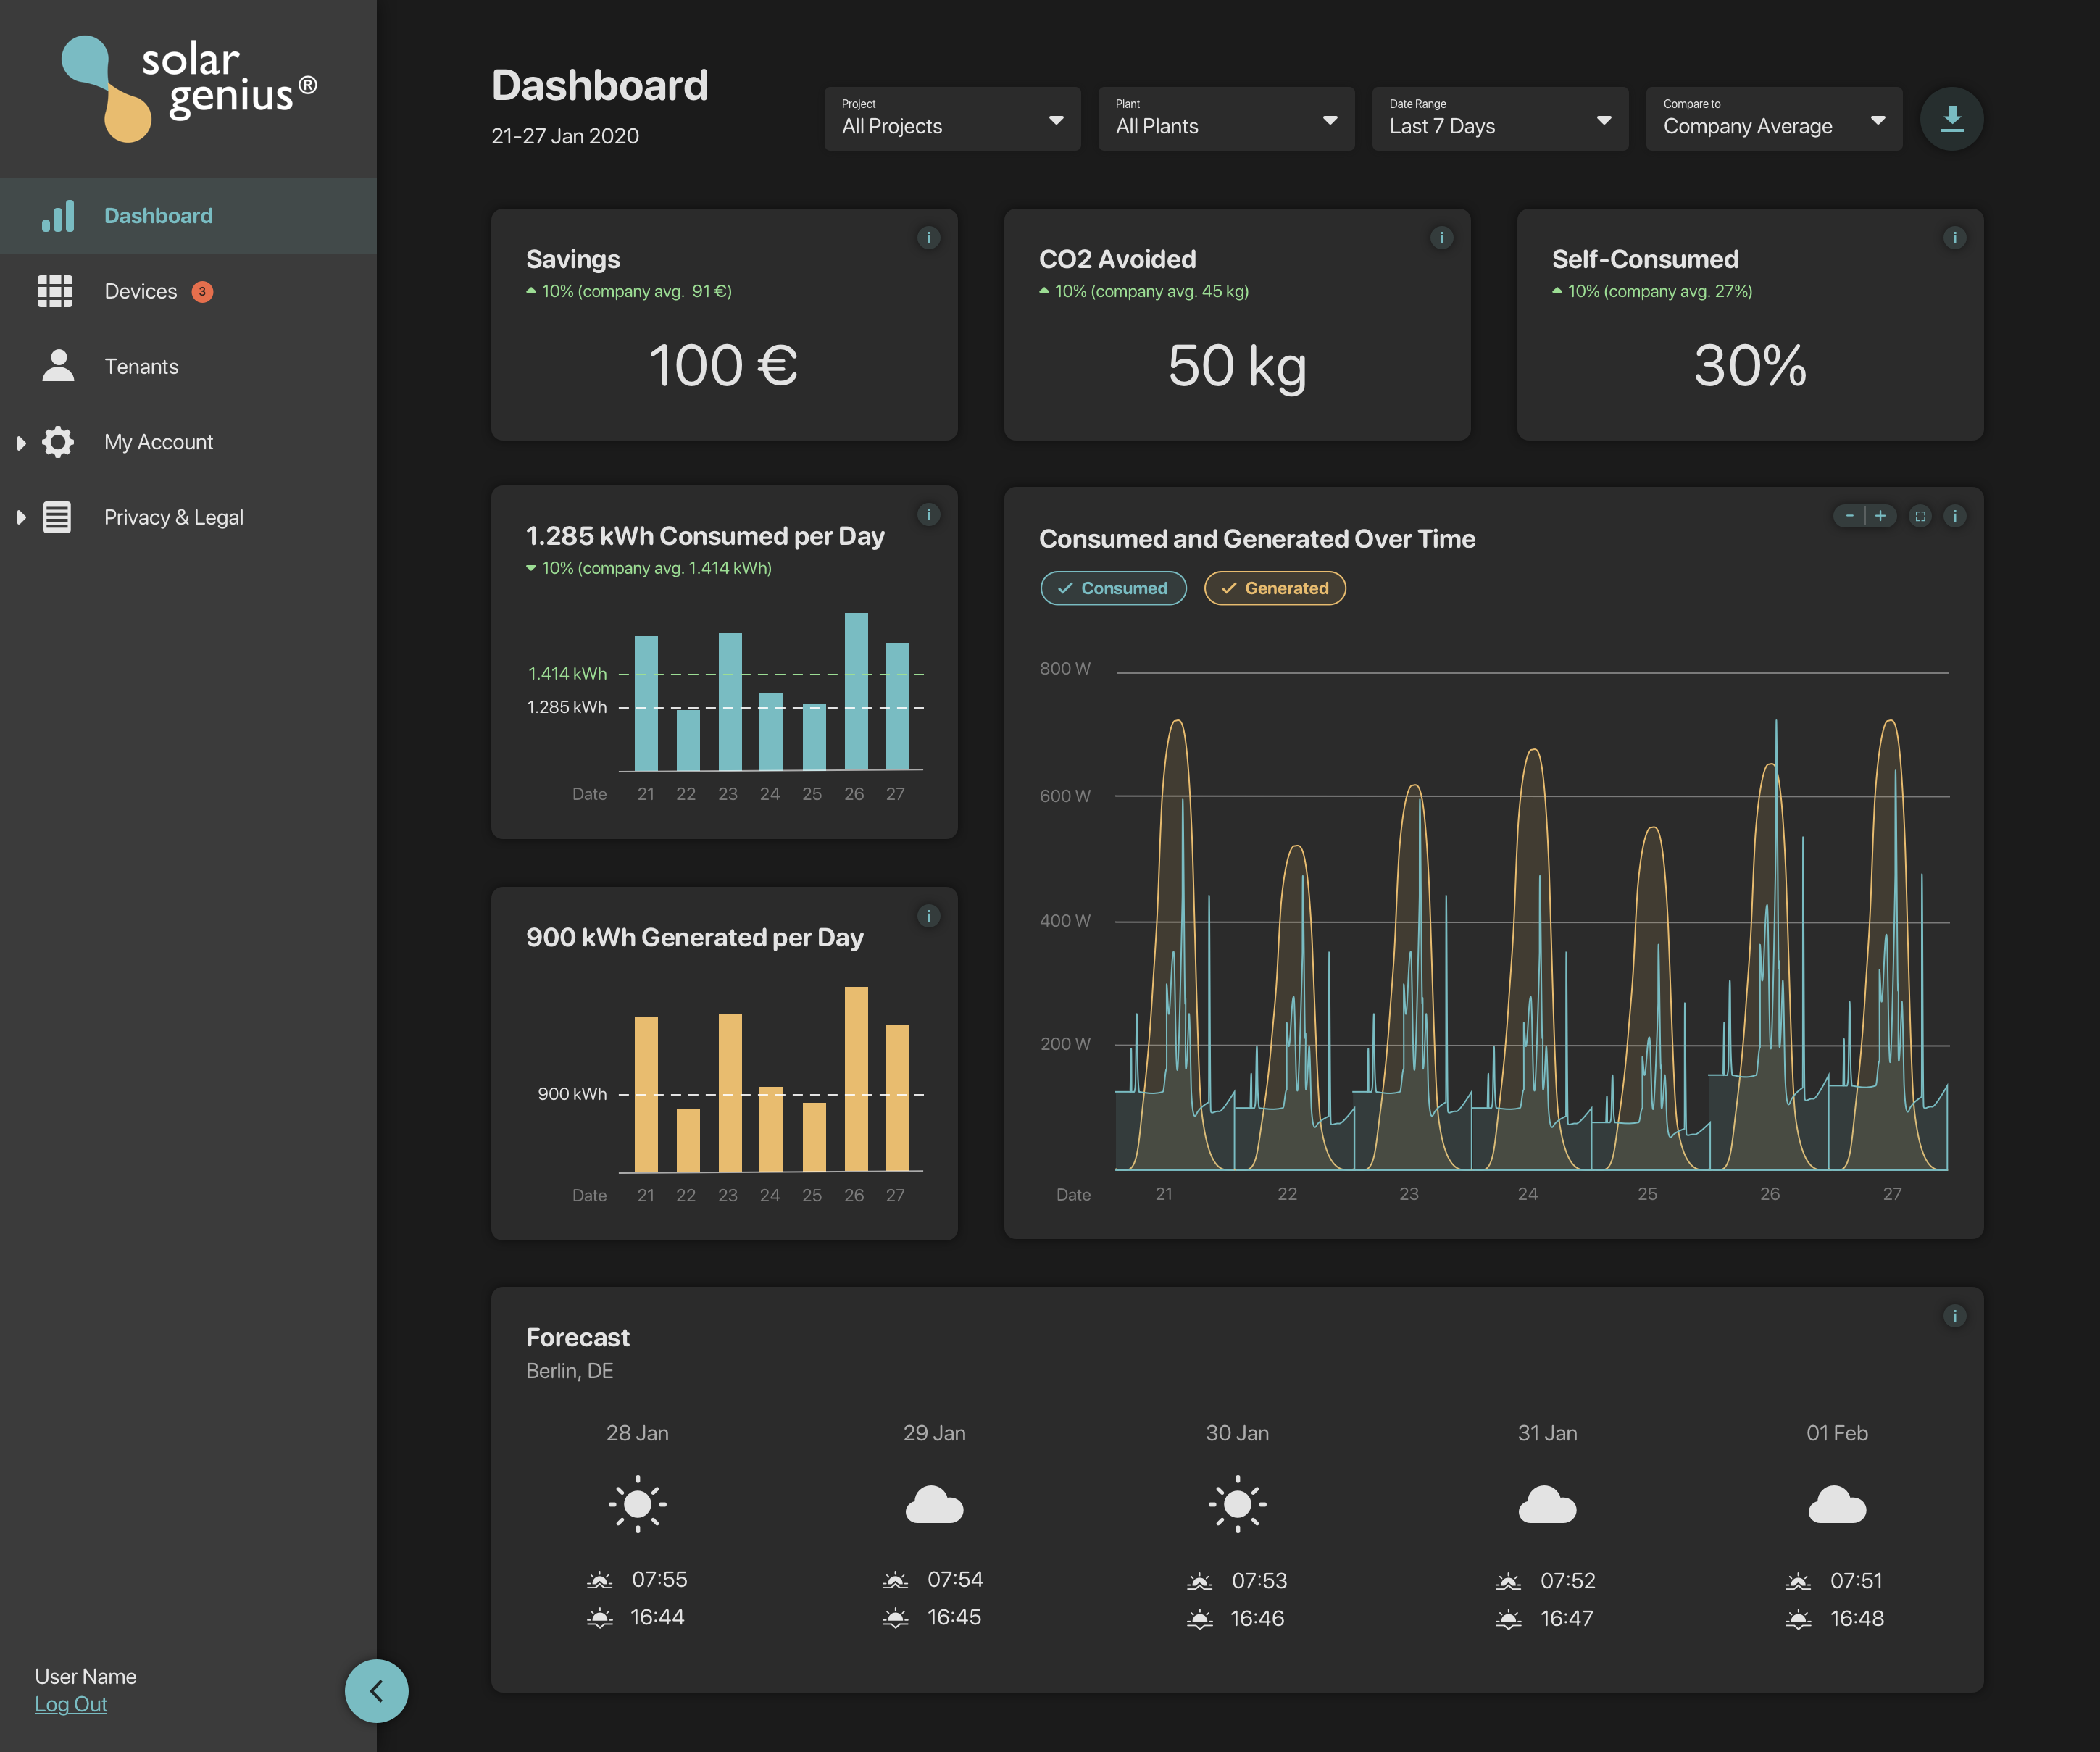 solar
genius®
Dashboard
Devices 3
Tenants
My Account
Privacy & Legal
User Name
Log Out
Dashboard
21-27 Jan 2020
Project
All Projects
Plant
All Plants
Date Range
Last 7 Days
Compare to
Company Average
Savings
10% (company avg. 91 €)
100 €
CO2 Avoided
10% (company avg. 45 kg)
50 kg
Self-Consumed
10% (company avg. 27%)
30%
1.285 kWh Consumed per Day
10% (company avg. 1.414 kWh)
1.414 kWh
1.285 kWh
Date 21 22 23 24 25 26 27
900 kWh Generated per Day
900 kWh
Date 21 22 23 24 25 26 27
Consumed and Generated Over Time
Consumed Generated
800 W
600 W
400 W
200 W
Date 21 22 23 24 25 26 27
Forecast
Berlin, DE
28 Jan 29 Jan 30 Jan 31 Jan 01 Feb
07:55 07:54 07:53 07:52 07:51
16:44 16:45 16:46 16:47 16:48